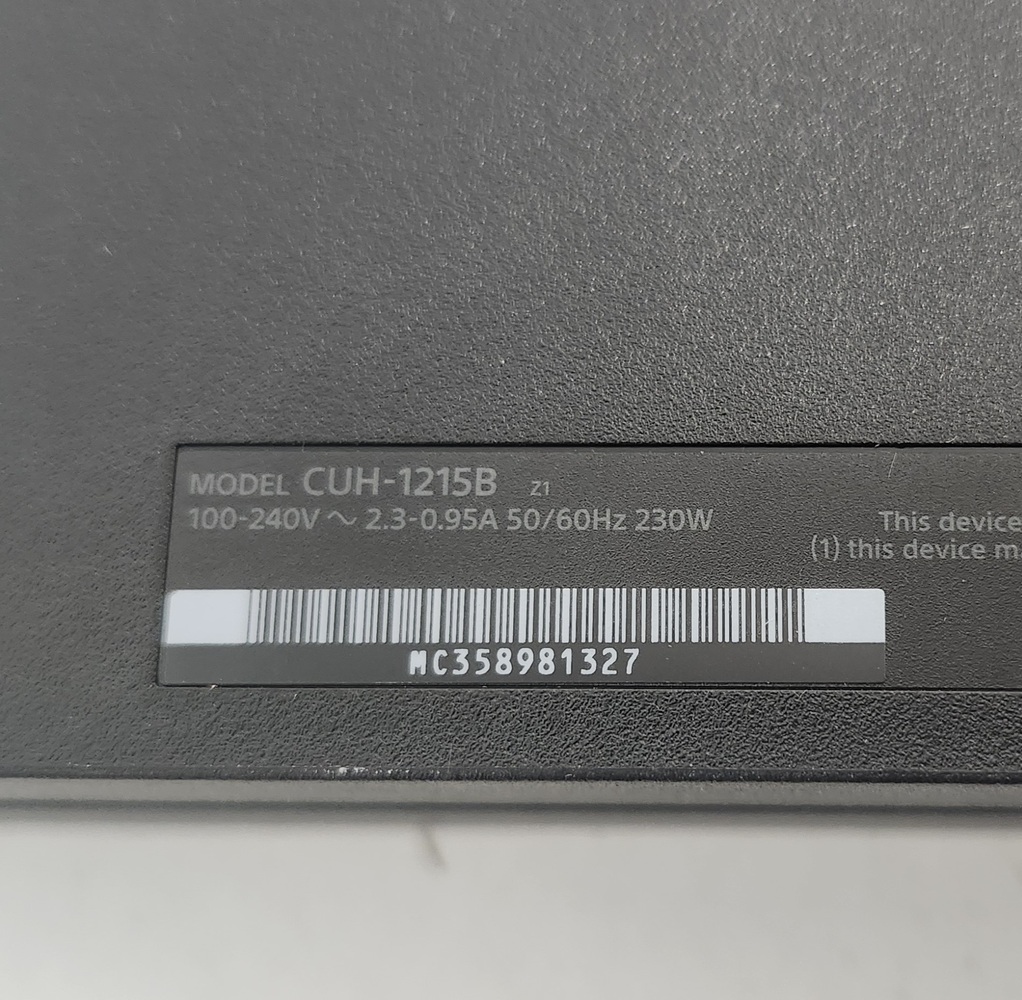 MODEL CUH-1215B Z1
100-240V ~ 2.3-0.95A 50/60Hz 230W
This device
(1) this device
MC358981327